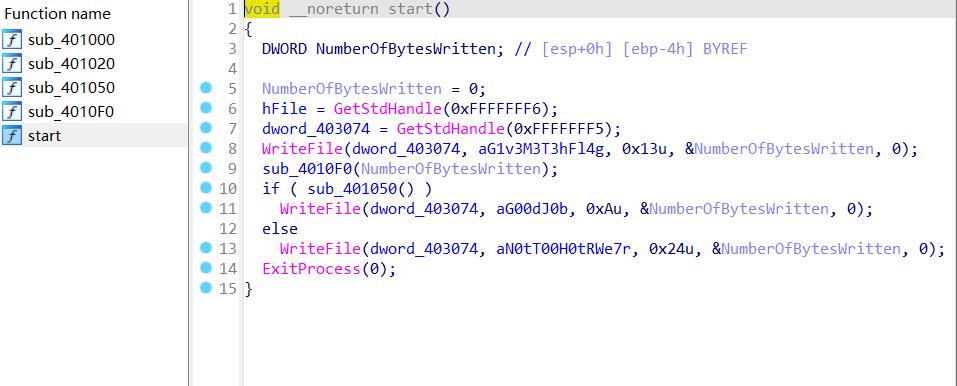 Function name
f sub_401000
f sub_401020
f sub_401050
f sub_4010F0
f start
1 void __noreturn start()
2 {
3 DWORD NumberOfBytesWritten; // [esp+0h] [ebp-4h] BYREF
4
5 NumberOfBytesWritten = 0;
6 hFile = GetStdHandle(0xFFFFFFF6);
7 dword_403074 = GetStdHandle(0xFFFFFFF5);
8 WriteFile(dword_403074, aG1v3M3T3hFl4g, 0x13u, &NumberOfBytesWritten, 0);
9 sub_4010F0(NumberOfBytesWritten);
10 if ( sub_401050() )
11 WriteFile(dword_403074, aG00dJ0b, 0xAu, &NumberOfBytesWritten, 0);
12 else
13 WriteFile(dword_403074, aN0tT00H0tRWe7r, 0x24u, &NumberOfBytesWritten, 0);
14 ExitProcess(0);
15 }